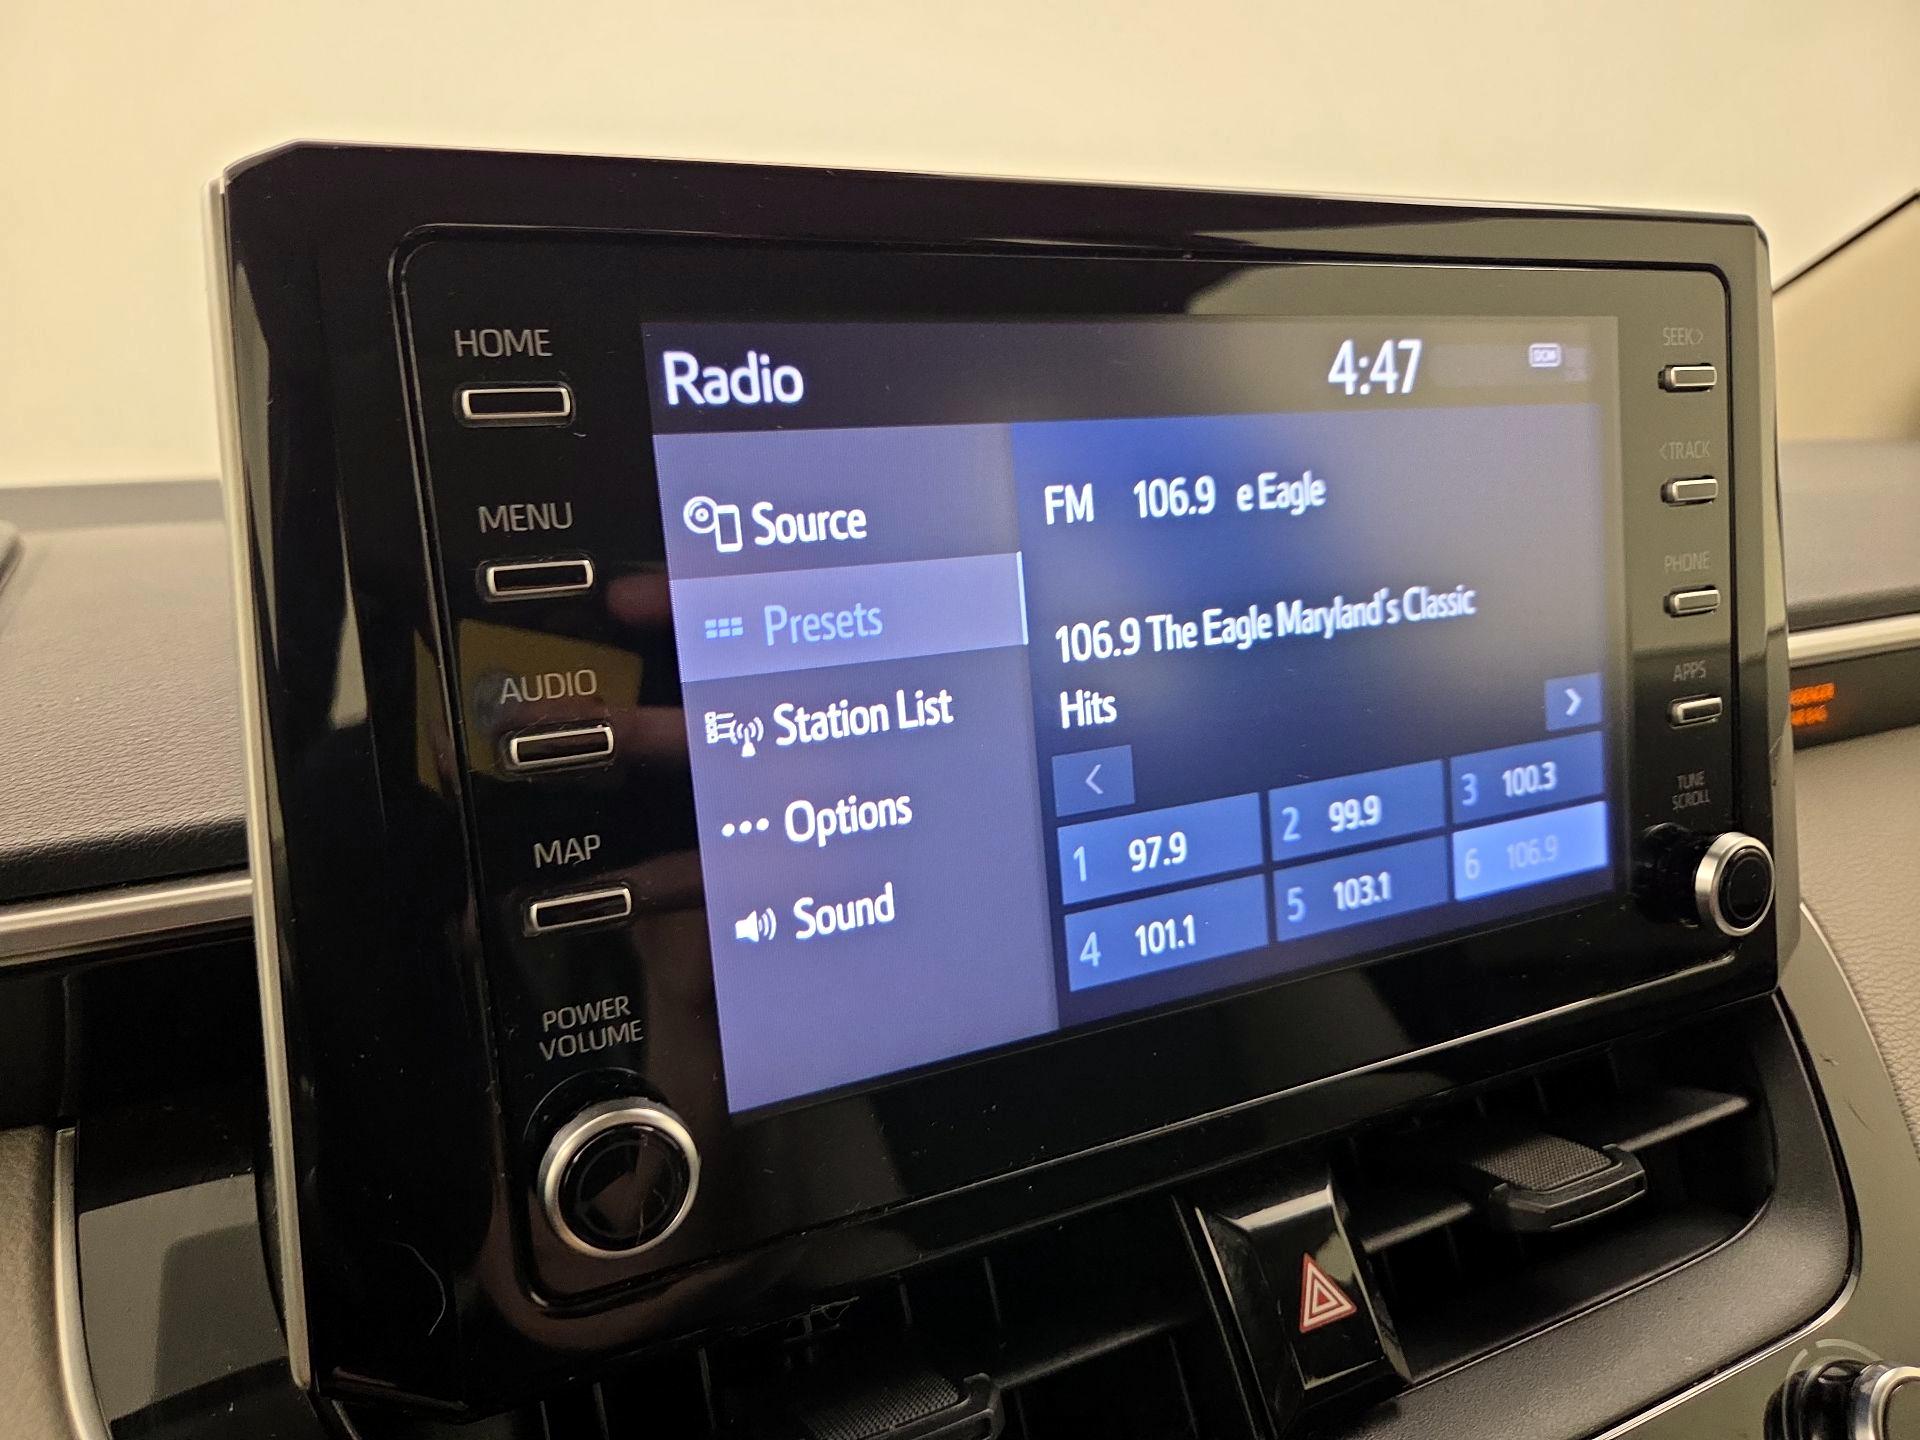 HOME
MENU
AUDIO
MAP
POWER
VOLUME
Radio
4:47
DCM
Source
Presets
Station List
Options
Sound
FM 106.9 e Eagle
106.9 The Eagle Maryland's Classic
Hits
<
>
1 97.9
2 99.9
3 100.3
4 101.1
5 103.1
6 106.9
SEEK>
<TRACK
PHONE
APPS
TUNE
SCROLL